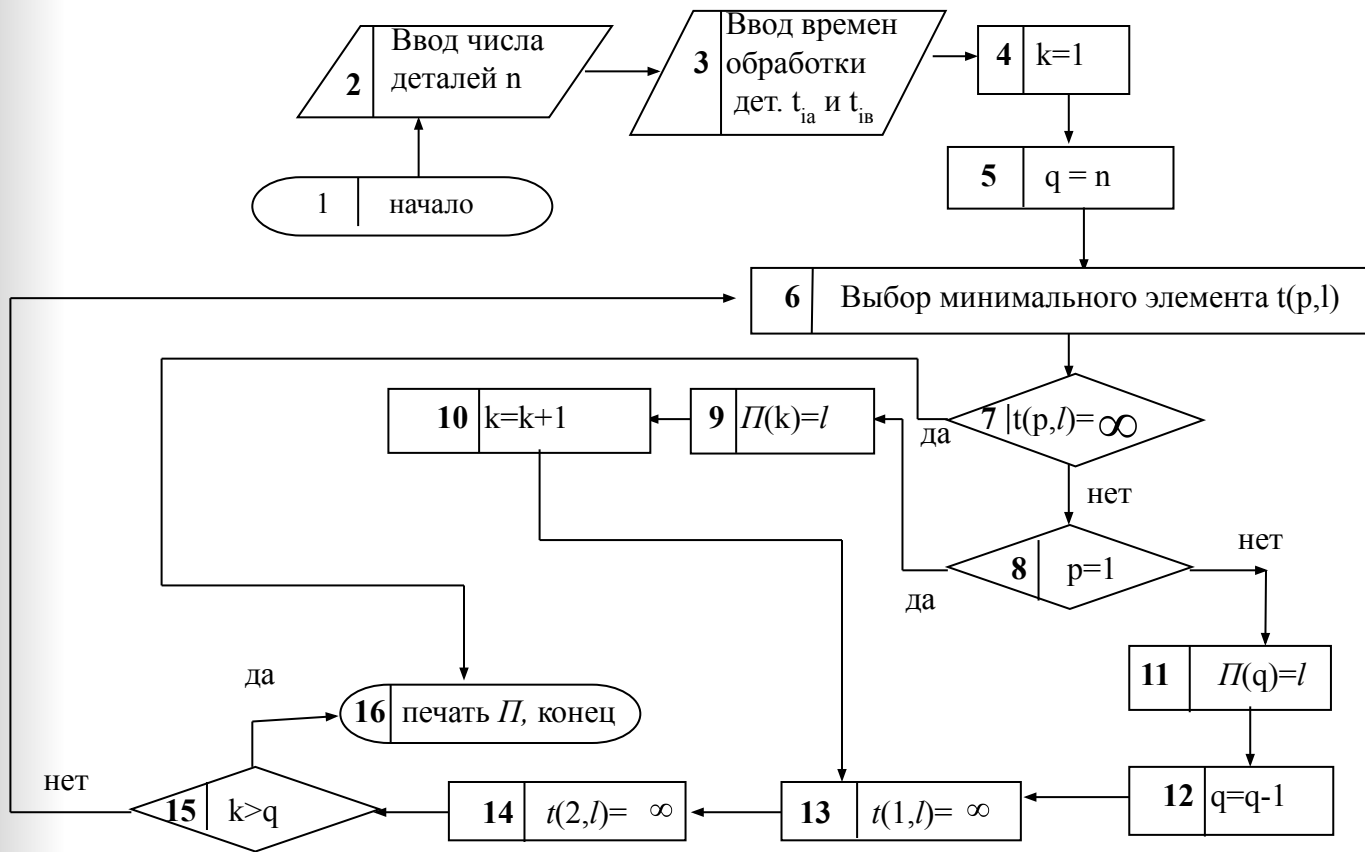 2 Ввод числа
деталей n
3 Ввод времен
обработки
дет. t_iа и t_iв
4 k=1
1 начало
5 q = n
6 Выбор минимального элемента t(p,l)
7 |t(p,l)=∞
да
нет
9 П(k)=l
10 k=k+1
8 p=1
да
нет
11 П(q)=l
12 q=q-1
13 t(1,l)= ∞
14 t(2,l)= ∞
15 k>q
да
нет
16 печать П, конец